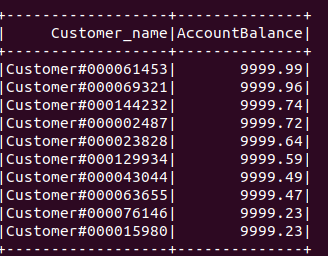 +------------------+--------------+
|     Customer_name|AccountBalance|
+------------------+--------------+
|Customer#000061453|       9999.99|
|Customer#000069321|       9999.96|
|Customer#000144232|       9999.74|
|Customer#000002487|       9999.72|
|Customer#000023828|       9999.64|
|Customer#000129934|       9999.59|
|Customer#000043044|       9999.49|
|Customer#000063655|       9999.47|
|Customer#000076146|       9999.23|
|Customer#000015980|       9999.23|
+------------------+--------------+